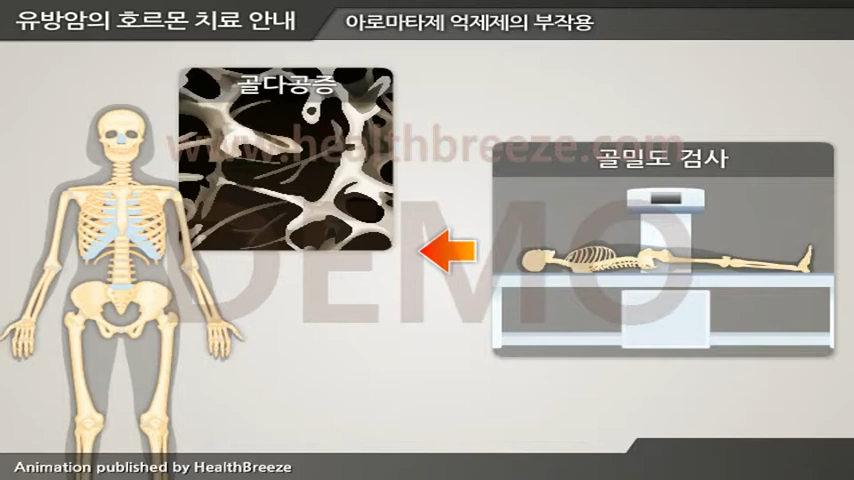 유방암의 호르몬 치료 안내
아로마타제 억제제의 부작용
골다공증
www.healthbreeze.com
골밀도 검사
DEMO
Animation published by HealthBreeze